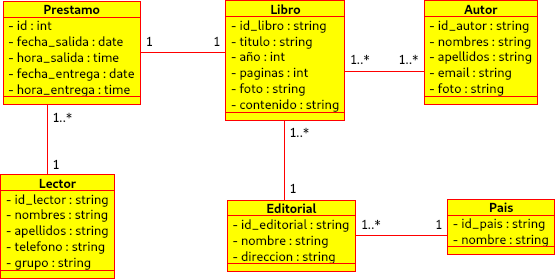 Prestamo
- id : int
- fecha_salida : date
- hora_salida : time
- fecha_entrega : date
- hora_entrega : time
1
1
Libro
- id_libro : string
- titulo : string
- año : int
- paginas : int
- foto : string
- contenido : string
1..*
1..*
Autor
- id_autor : string
- nombres : string
- apellidos : string
- email : string
- foto : string
1..*
1
Lector
- id_lector : string
- nombres : string
- apellidos : string
- telefono : string
- grupo : string
1..*
1
Editorial
- id_editorial : string
- nombre : string
- direccion : string
1..*
1
Pais
- id_pais : string
- nombre : string